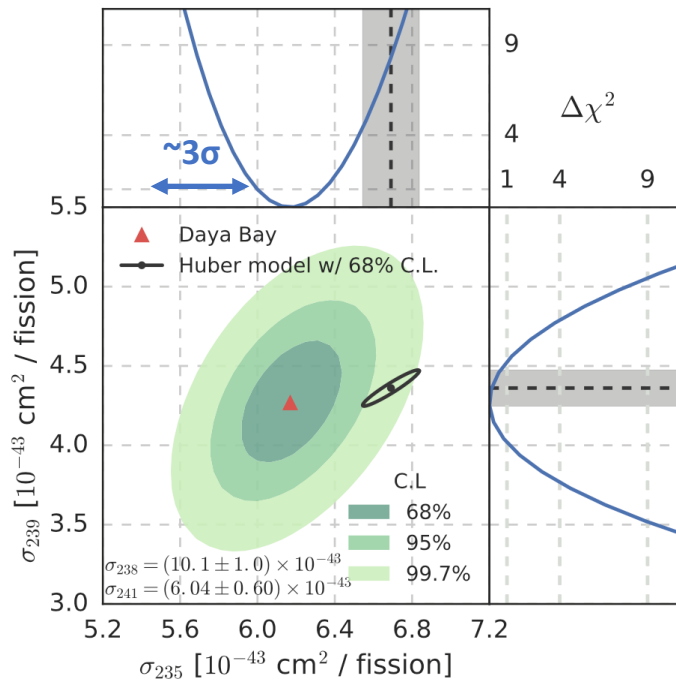 9
4
Δχ²
~3σ
1 4 9
5.5
Daya Bay
Huber model w/ 68% C.L.
5.0
4.5
4.0
3.5
3.0
σ₂₃₉ [10⁻⁴³ cm² / fission]
C.L
68%
95%
99.7%
σ₂₃₈ = (10.1 ± 1.0) × 10⁻⁴³
σ₂₄₁ = (6.04 ± 0.60) × 10⁻⁴³
5.2 5.6 6.0 6.4 6.8 7.2
σ₂₃₅ [10⁻⁴³ cm² / fission]